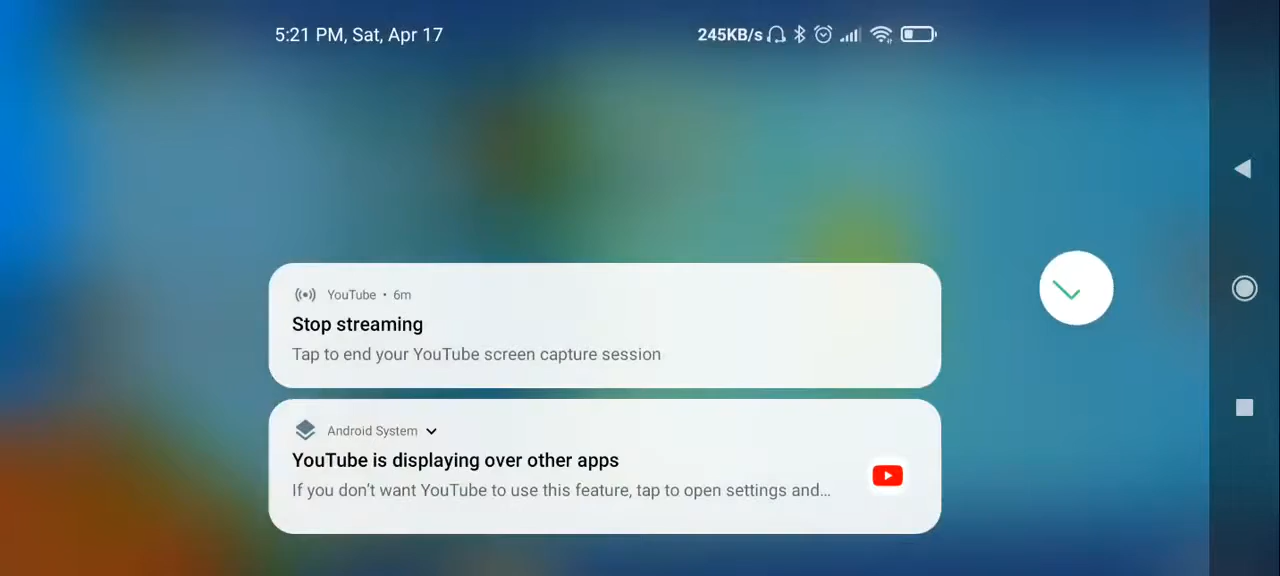 5:21 PM, Sat, Apr 17 245KB/s
YouTube • 6m
Stop streaming
Tap to end your YouTube screen capture session
Android System
YouTube is displaying over other apps
If you don't want YouTube to use this feature, tap to open settings and...